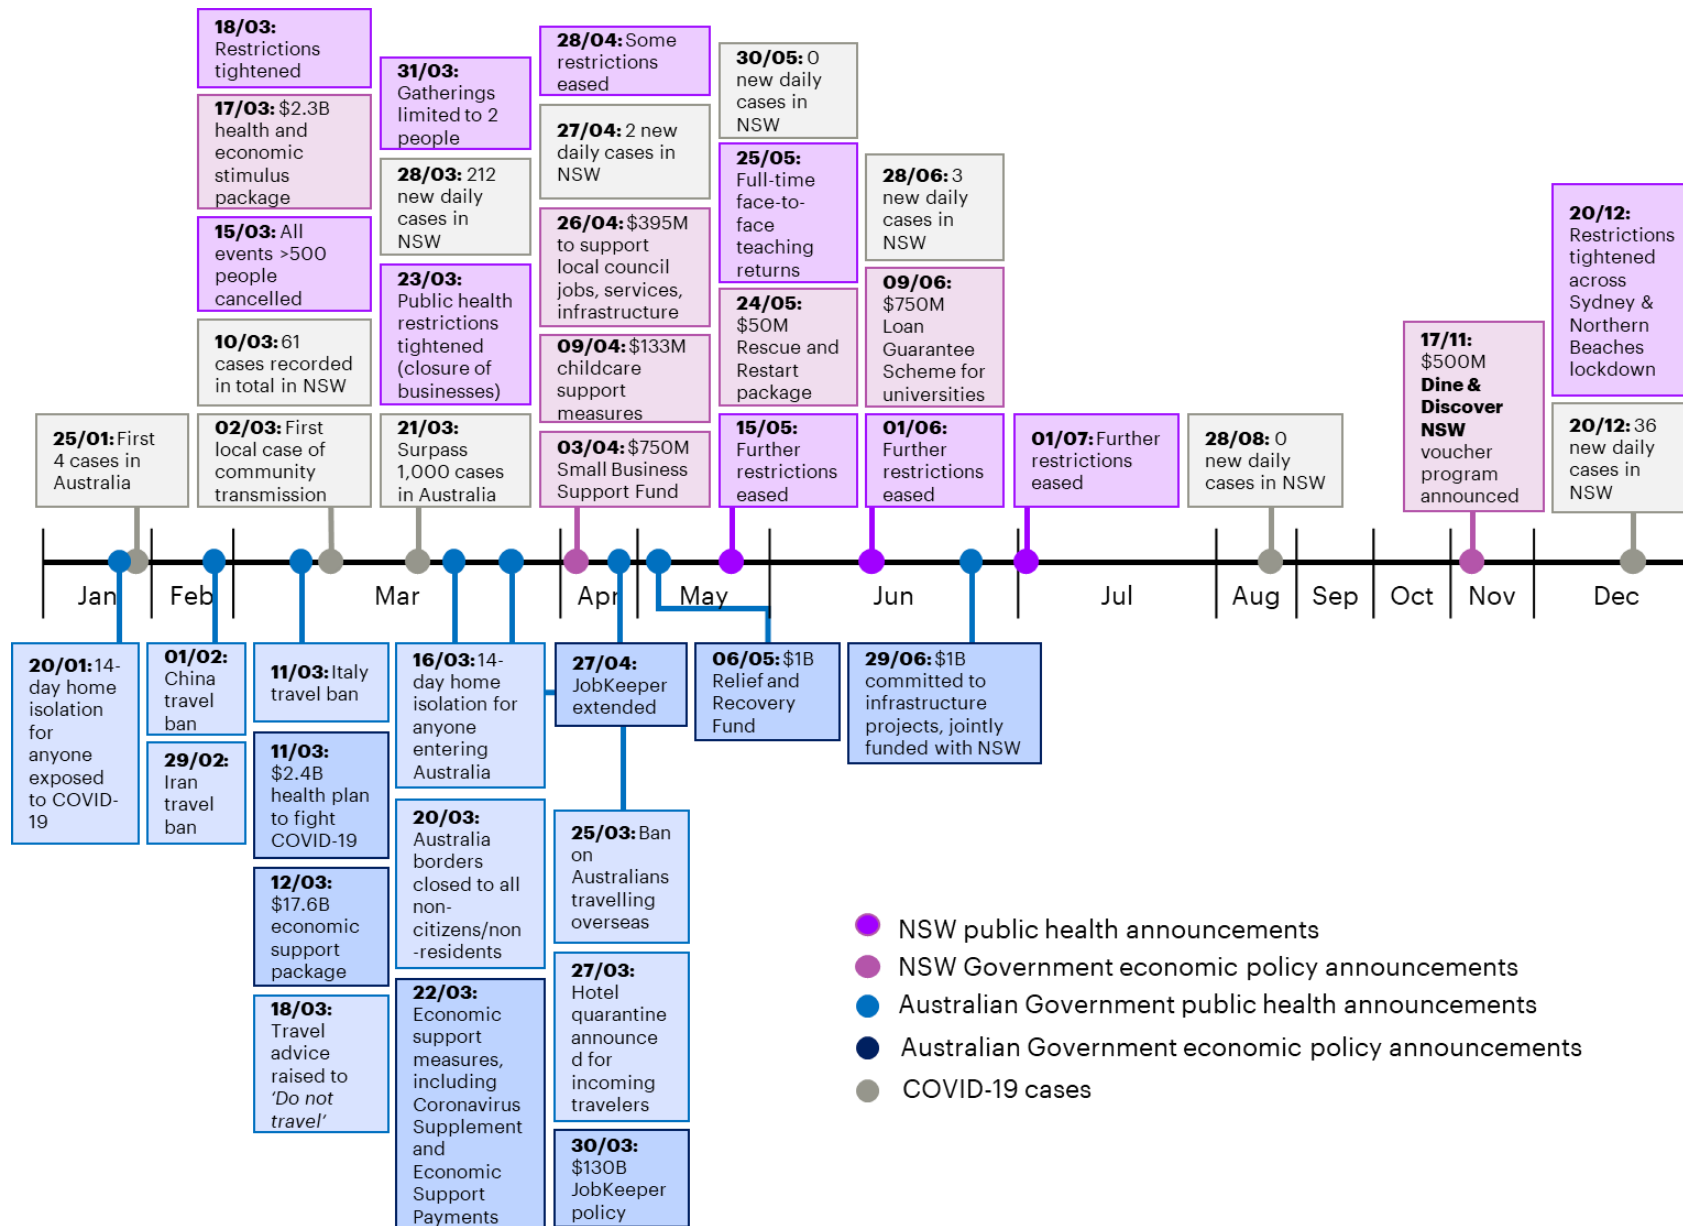 18/03:
Restrictions
tightened
17/03: $2.3B
health and
economic
stimulus
package
15/03: All
events >500
people
cancelled
10/03: 61
cases recorded
in total in NSW
02/03: First
local case of
community
transmission
25/01: First
4 cases in
Australia
31/03:
Gatherings
limited to 2
people
28/03: 212
new daily
cases in
NSW
23/03:
Public health
restrictions
tightened
(closure of
businesses)
21/03:
Surpass
1,000 cases
in Australia
28/04: Some
restrictions
eased
27/04: 2 new
daily cases in
NSW
26/04: $395M
to support
local council
jobs, services,
infrastructure
09/04: $133M
childcare
support
measures
03/04: $750M
Small Business
Support Fund
30/05: 0
new daily
cases in
NSW
25/05:
Full-time
face-to-
face
teaching
returns
24/05:
$50M
Rescue and
Restart
package
15/05:
Further
restrictions
eased
28/06: 3
new daily
cases in
NSW
09/06:
$750M
Loan
Guarantee
Scheme for
universities
01/06:
Further
restrictions
eased
01/07: Further
restrictions
eased
28/08: 0
new daily
cases in NSW
17/11:
$500M
Dine &
Discover
NSW
voucher
program
announced
20/12:
Restrictions
tightened
across
Sydney &
Northern
Beaches
lockdown
20/12: 36
new daily
cases in
NSW
Jan
Feb
Mar
Apr
May
Jun
Jul
Aug
Sep
Oct
Nov
Dec
20/01: 14-
day home
isolation
for
anyone
exposed
to COVID-
19
01/02:
China
travel
ban
29/02:
Iran
travel
ban
11/03: Italy
travel ban
11/03:
$2.4B
health plan
to fight
COVID-19
12/03:
$17.6B
economic
support
package
18/03:
Travel
advice
raised to
'Do not
travel'
16/03: 14-
day home
isolation for
anyone
entering
Australia
20/03:
Australia
borders
closed to all
non-
citizens/non
-residents
22/03:
Economic
support
measures,
including
Coronavirus
Supplement
and
Economic
Support
Payments
27/04:
JobKeeper
extended
25/03: Ban
on
Australians
travelling
overseas
27/03:
Hotel
quarantine
announce
d for
incoming
travelers
30/03:
$130B
JobKeeper
policy
06/05: $1B
Relief and
Recovery
Fund
29/06: $1B
committed to
infrastructure
projects, jointly
funded with NSW
NSW public health announcements
NSW Government economic policy announcements
Australian Government public health announcements
Australian Government economic policy announcements
COVID-19 cases